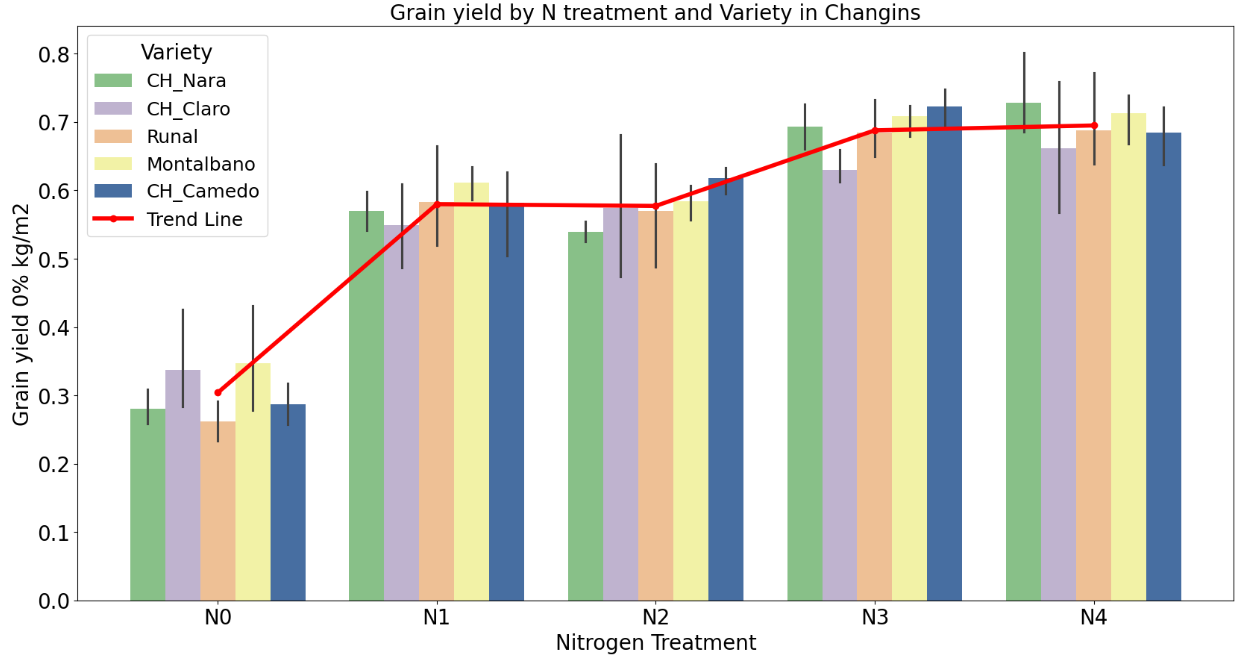 Grain yield by N treatment and Variety in Changins
Grain yield 0% kg/m2
0.8
0.7
0.6
0.5
0.4
0.3
0.2
0.1
0.0
Variety
CH_Nara
CH_Claro
Runal
Montalbano
CH_Camedo
Trend Line
N0 N1 N2 N3 N4
Nitrogen Treatment